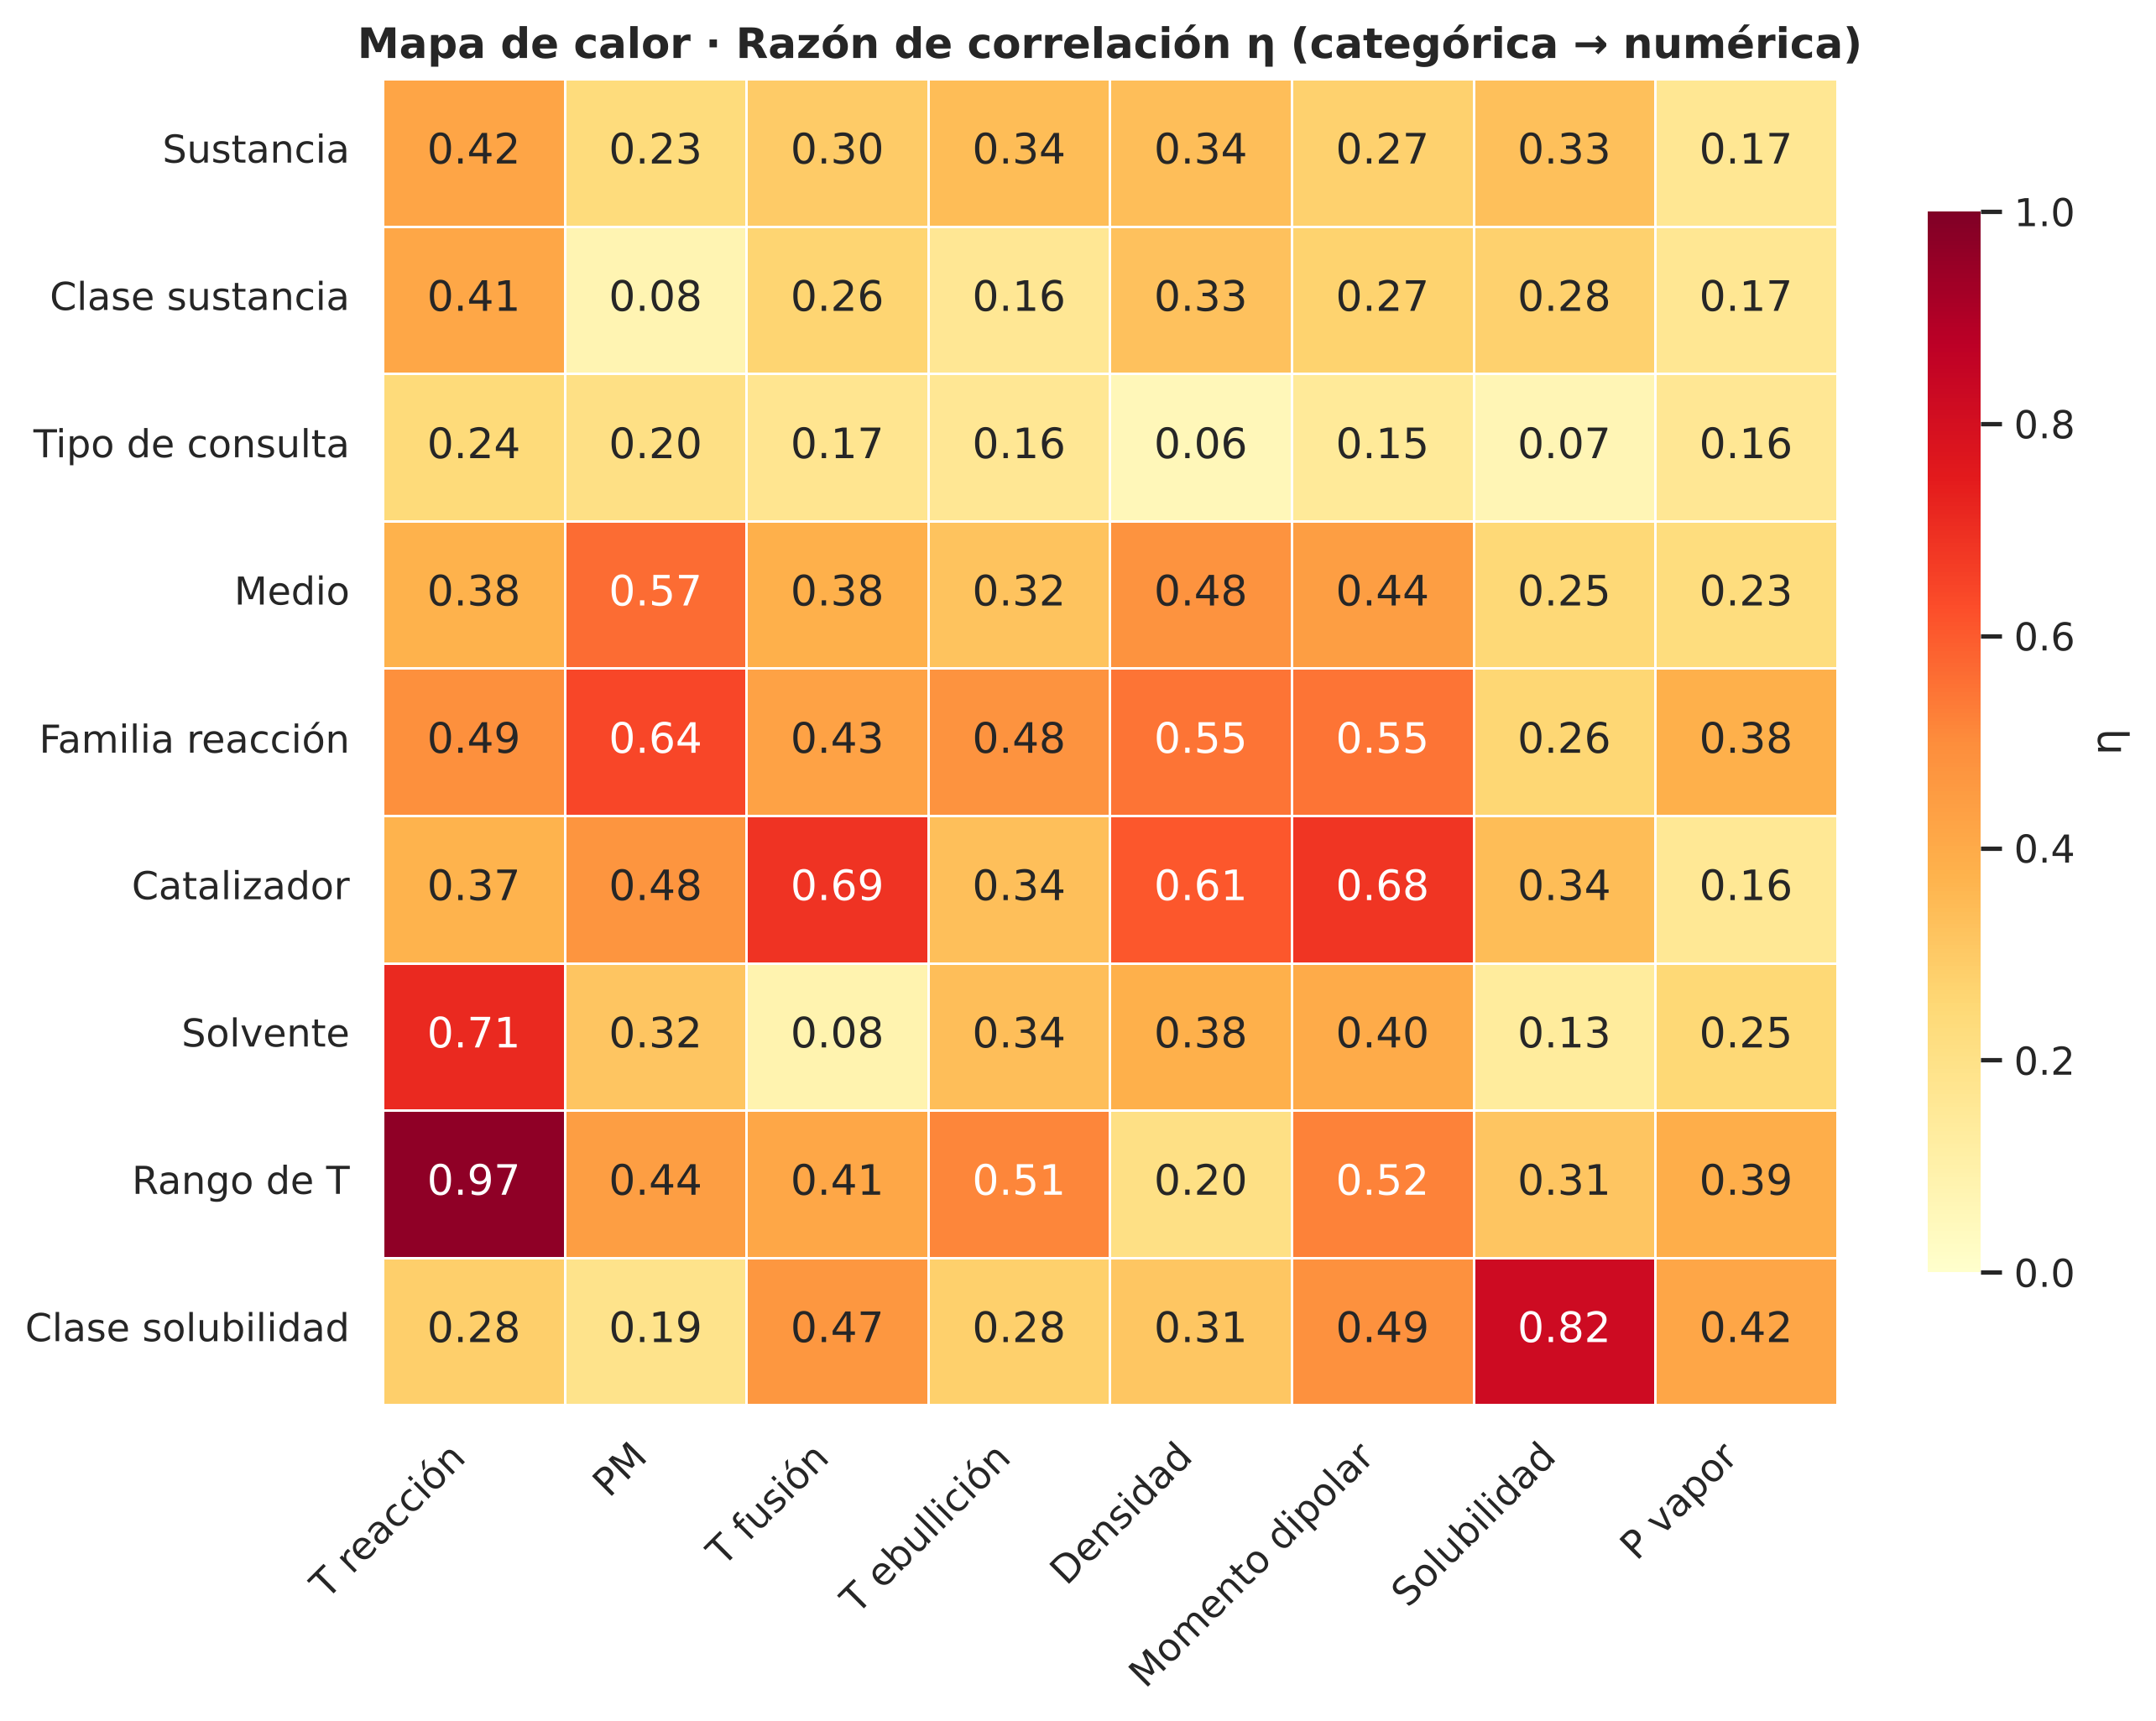 Mapa de calor · Razón de correlación η (categórica → numérica)
Sustancia 0.42 0.23 0.30 0.34 0.34 0.27 0.33 0.17
Clase sustancia 0.41 0.08 0.26 0.16 0.33 0.27 0.28 0.17
Tipo de consulta 0.24 0.20 0.17 0.16 0.06 0.15 0.07 0.16
Medio 0.38 0.57 0.38 0.32 0.48 0.44 0.25 0.23
Familia reacción 0.49 0.64 0.43 0.48 0.55 0.55 0.26 0.38
Catalizador 0.37 0.48 0.69 0.34 0.61 0.68 0.34 0.16
Solvente 0.71 0.32 0.08 0.34 0.38 0.40 0.13 0.25
Rango de T 0.97 0.44 0.41 0.51 0.20 0.52 0.31 0.39
Clase solubilidad 0.28 0.19 0.47 0.28 0.31 0.49 0.82 0.42
T reacción
PM
T fusión
T ebullición
Densidad
Momento dipolar
Solubilidad
P vapor
1.0
0.8
0.6
0.4
0.2
0.0
η